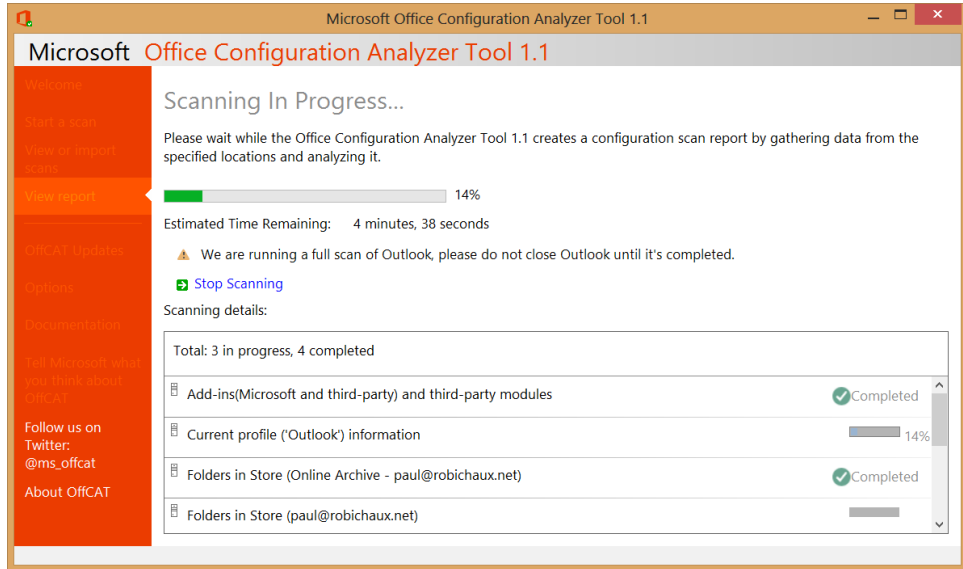 Microsoft Office Configuration Analyzer Tool 1.1
Microsoft Office Configuration Analyzer Tool 1.1
Welcome
Start a scan
View or import
scans
View report
OffCAT Updates
Options
Documentation
Tell Microsoft what
you think about
OffCAT
Follow us on
Twitter:
@ms_offcat
About OffCAT
Scanning In Progress...
Please wait while the Office Configuration Analyzer Tool 1.1 creates a configuration scan report by gathering data from the
specified locations and analyzing it.
14%
Estimated Time Remaining: 4 minutes, 38 seconds
We are running a full scan of Outlook, please do not close Outlook until it's completed.
Stop Scanning
Scanning details:
Total: 3 in progress, 4 completed
Add-ins(Microsoft and third-party) and third-party modules Completed
Current profile ('Outlook') information 14%
Folders in Store (Online Archive - paul@robichaux.net) Completed
Folders in Store (paul@robichaux.net)